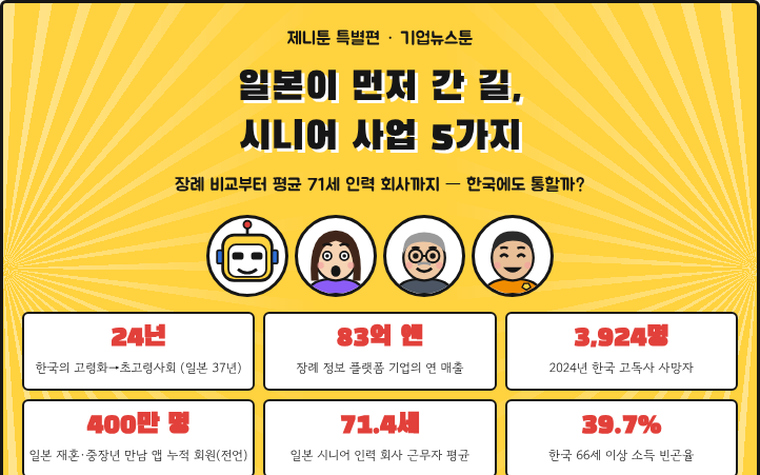 제니툰 특별편 · 기업뉴스툰
일본이 먼저 간 길,
시니어 사업 5가지
장례 비교부터 평균 71세 인력 회사까지 — 한국에도 통할까?
24년
한국의 고령화→초고령사회 (일본 37년)
83억 엔
장례 정보 플랫폼 기업의 연 매출
3,924명
2024년 한국 고독사 사망자
400만 명
일본 재혼·중장년 만남 앱 누적 회원(전언)
71.4세
일본 시니어 인력 회사 근무자 평균
39.7%
한국 66세 이상 소득 빈곤율